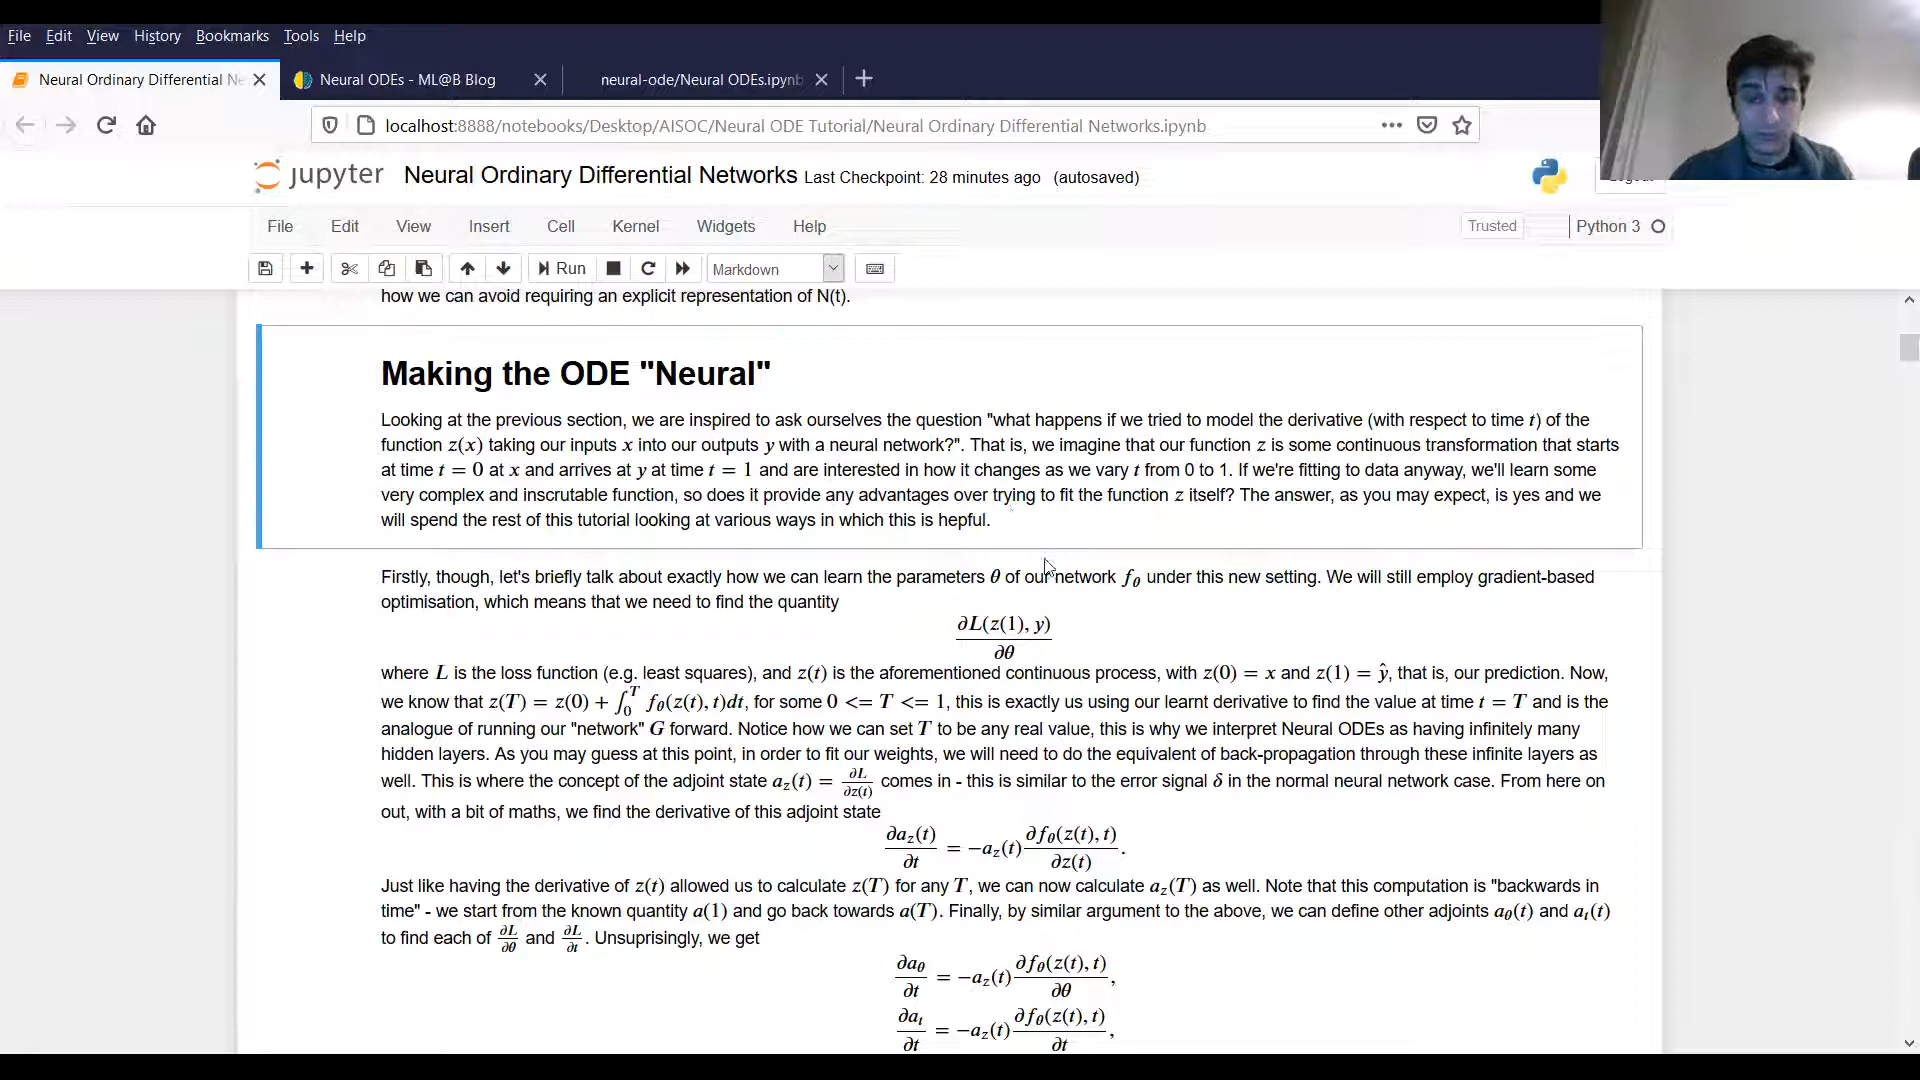 File Edit View History Bookmarks Tools Help
Neural Ordinary Differential Ne
Neural ODEs - ML@B Blog
neural-ode/Neural ODEs.ipynb
localhost:8888/notebooks/Desktop/AISOC/Neural ODE Tutorial/Neural Ordinary Differential Networks.ipynb
jupyter Neural Ordinary Differential Networks Last Checkpoint: 28 minutes ago (autosaved)
File Edit View Insert Cell Kernel Widgets Help Trusted Python 3
Run Markdown
how we can avoid requiring an explicit representation of N(t).
Making the ODE "Neural"
Looking at the previous section, we are inspired to ask ourselves the question "what happens if we tried to model the derivative (with respect to time t) of the
function z(x) taking our inputs x into our outputs y with a neural network?". That is, we imagine that our function z is some continuous transformation that starts
at time t = 0 at x and arrives at y at time t = 1 and are interested in how it changes as we vary t from 0 to 1. If we're fitting to data anyway, we'll learn some
very complex and inscrutable function, so does it provide any advantages over trying to fit the function z itself? The answer, as you may expect, is yes and we
will spend the rest of this tutorial looking at various ways in which this is hepful.
Firstly, though, let's briefly talk about exactly how we can learn the parameters θ of our network fθ under this new setting. We will still employ gradient-based
optimisation, which means that we need to find the quantity
∂L(z(1), y)
∂θ
where L is the loss function (e.g. least squares), and z(t) is the aforementioned continuous process, with z(0) = x and z(1) = ŷ, that is, our prediction. Now,
we know that z(T) = z(0) + ∫₀ᵀ fθ(z(t), t)dt, for some 0 <= T <= 1, this is exactly us using our learnt derivative to find the value at time t = T and is the
analogue of running our "network" G forward. Notice how we can set T to be any real value, this is why we interpret Neural ODEs as having infinitely many
hidden layers. As you may guess at this point, in order to fit our weights, we will need to do the equivalent of back-propagation through these infinite layers as
well. This is where the concept of the adjoint state a_z(t) = ∂L/∂z(t) comes in - this is similar to the error signal δ in the normal neural network case. From here on
out, with a bit of maths, we find the derivative of this adjoint state
∂a_z(t)/∂t = −a_z(t) ∂fθ(z(t), t)/∂z(t).
Just like having the derivative of z(t) allowed us to calculate z(T) for any T, we can now calculate a_z(T) as well. Note that this computation is "backwards in
time" - we start from the known quantity a(1) and go back towards a(T). Finally, by similar argument to the above, we can define other adjoints aθ(t) and a_t(t)
to find each of ∂L/∂θ and ∂L/∂t. Unsuprisingly, we get
∂aθ/∂t = −a_z(t) ∂fθ(z(t), t)/∂θ,
∂a_t/∂t = −a_z(t) ∂fθ(z(t), t)/∂t,